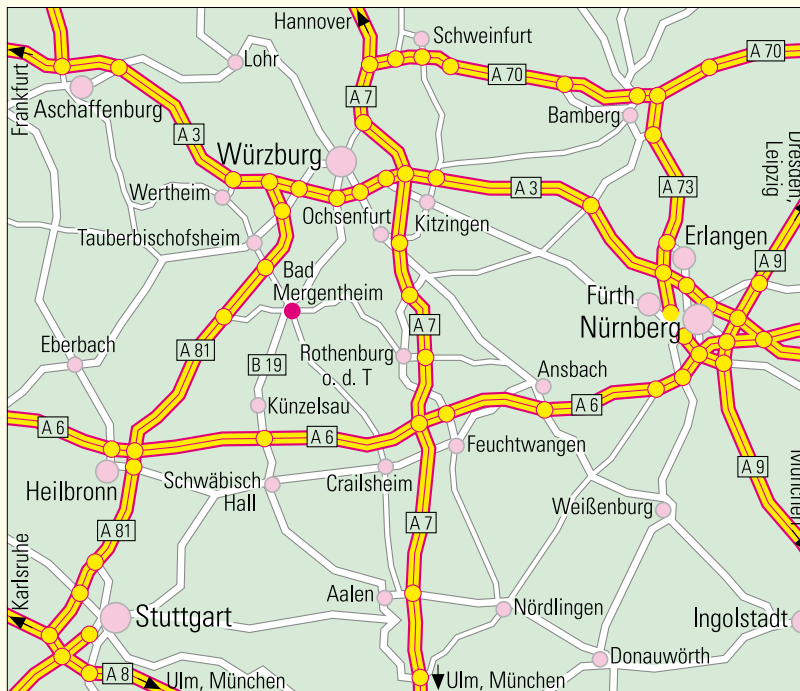 Hannover
Schweinfurt
Lohr
A 70
A 70
Frankfurt
Aschaffenburg
A 7
Bamberg
A 3
Würzburg
Dresden,
Leipzig
Wertheim
A 3
A 73
Ochsenfurt
Kitzingen
Tauberbischofsheim
Erlangen
A 9
Bad
Mergentheim
Fürth
Nürnberg
A 7
Eberbach
A 81
Rothenburg
o. d. T
B 19
Ansbach
Künzelsau
A 6
A 6
A 6
Feuchtwangen
Heilbronn
Schwäbisch
Hall
Crailsheim
A 9
München
A 81
A 7
Weißenburg
Karlsruhe
Aalen
Nördlingen
Stuttgart
Ingolstadt
Donauwörth
A 8
Ulm, München
Ulm, München